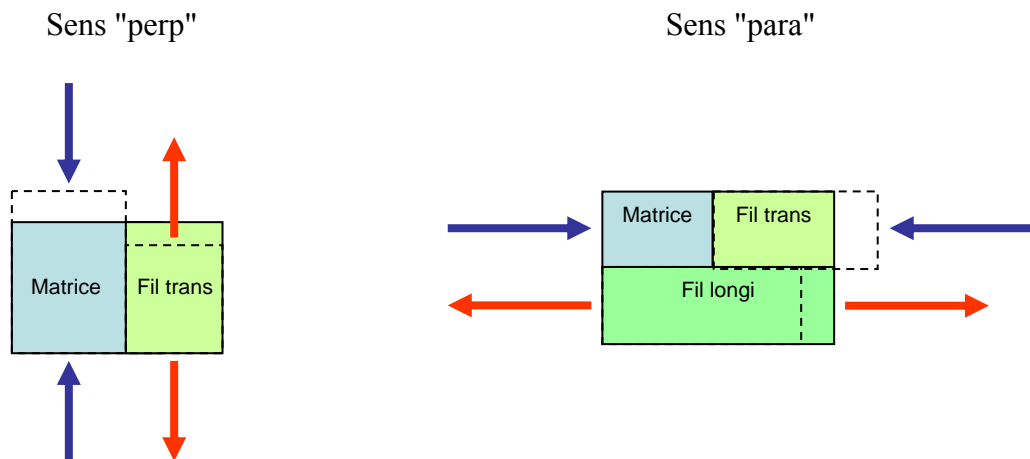 Sens "perp"
Sens "para"
Matrice
Fil trans
Matrice
Fil trans
Fil longi